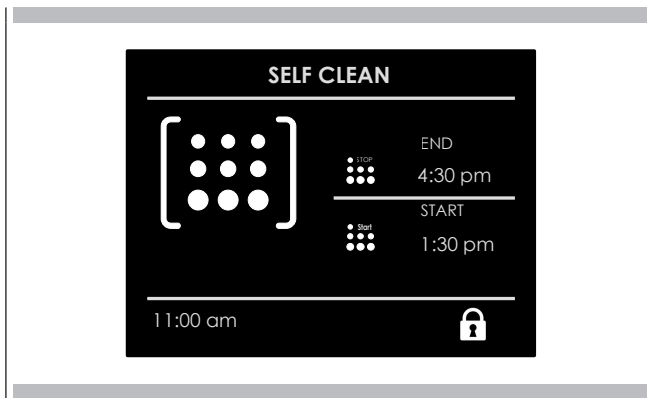 SELF CLEAN
STOP
END
4:30 pm
Start
START
1:30 pm
11:00 am